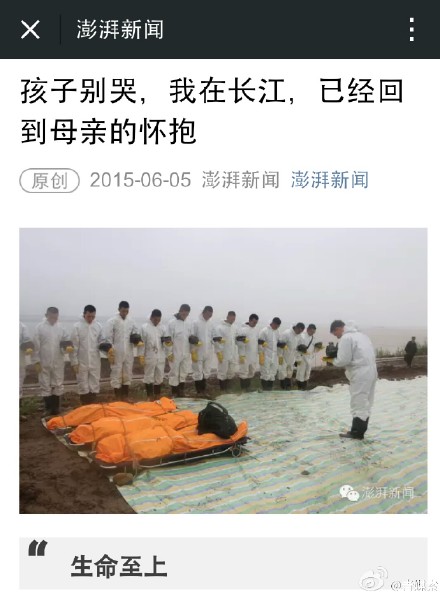 澎湃新闻
孩子别哭，我在长江，已经回
到母亲的怀抱
原创 2015-06-05 澎湃新闻 澎湃新闻
澎湃新闻
“ 生命至上